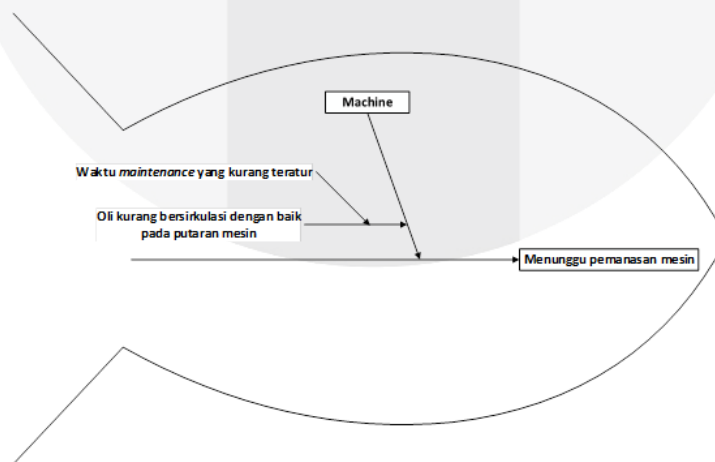 Machine
Waktu maintenance yang kurang teratur
Oli kurang bersirkulasi dengan baik
pada putaran mesin
Menunggu pemanasan mesin